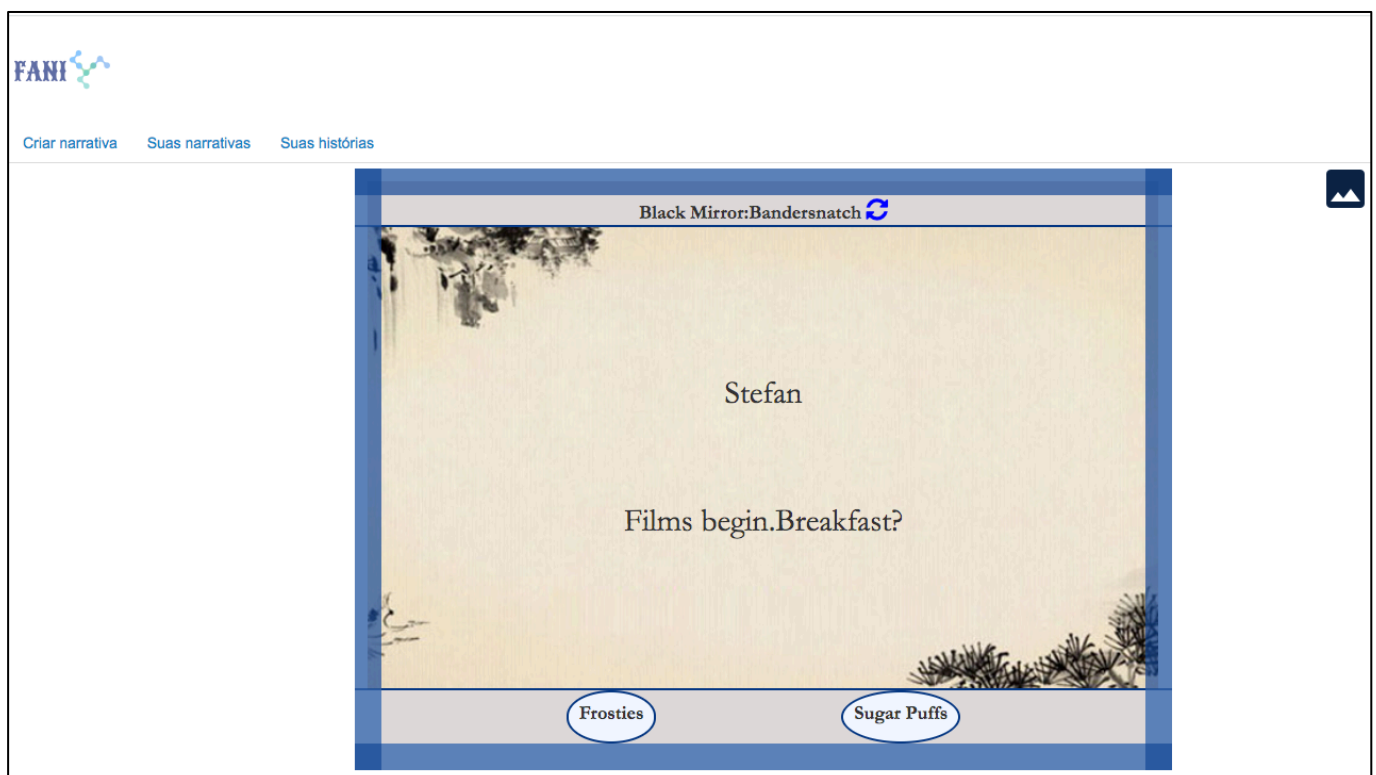 FANI
Criar narrativa Suas narrativas Suas histórias
Black Mirror:Bandersnatch
Stefan
Films begin.Breakfast?
Frosties Sugar Puffs